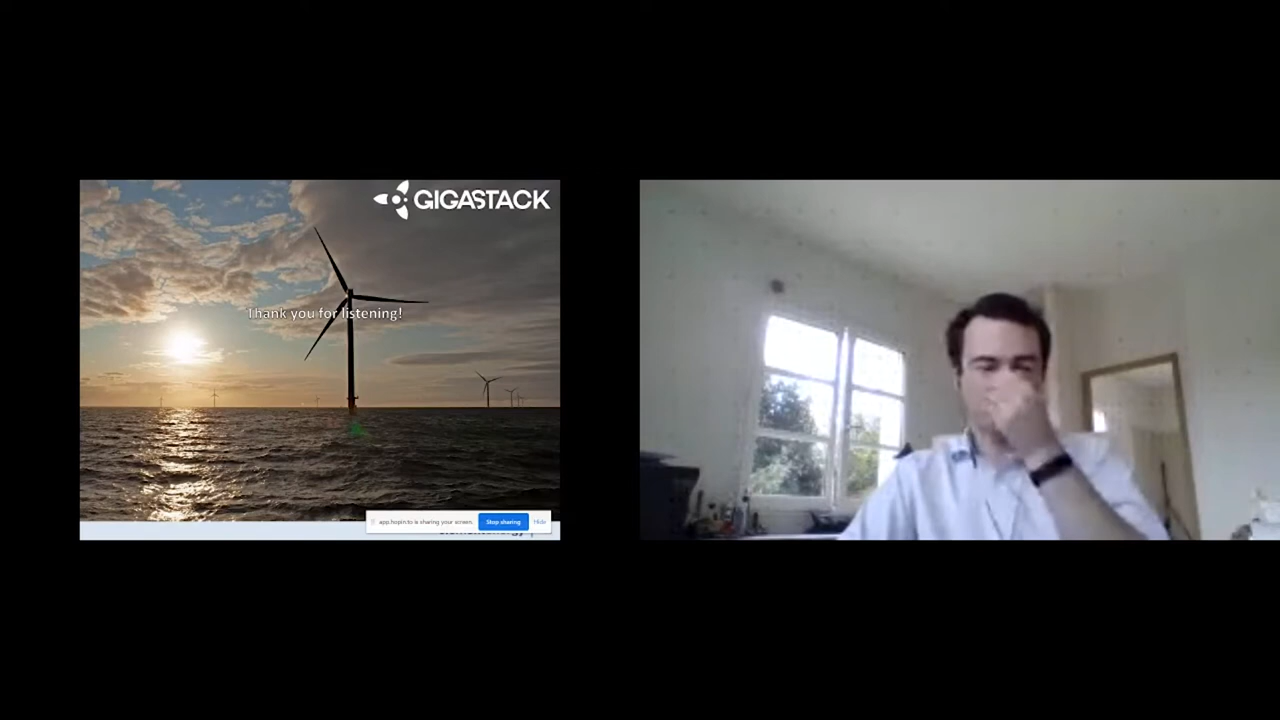 GIGASTACK
Thank you for listening!
app.hopin.to is sharing your screen.
Stop sharing
Hide